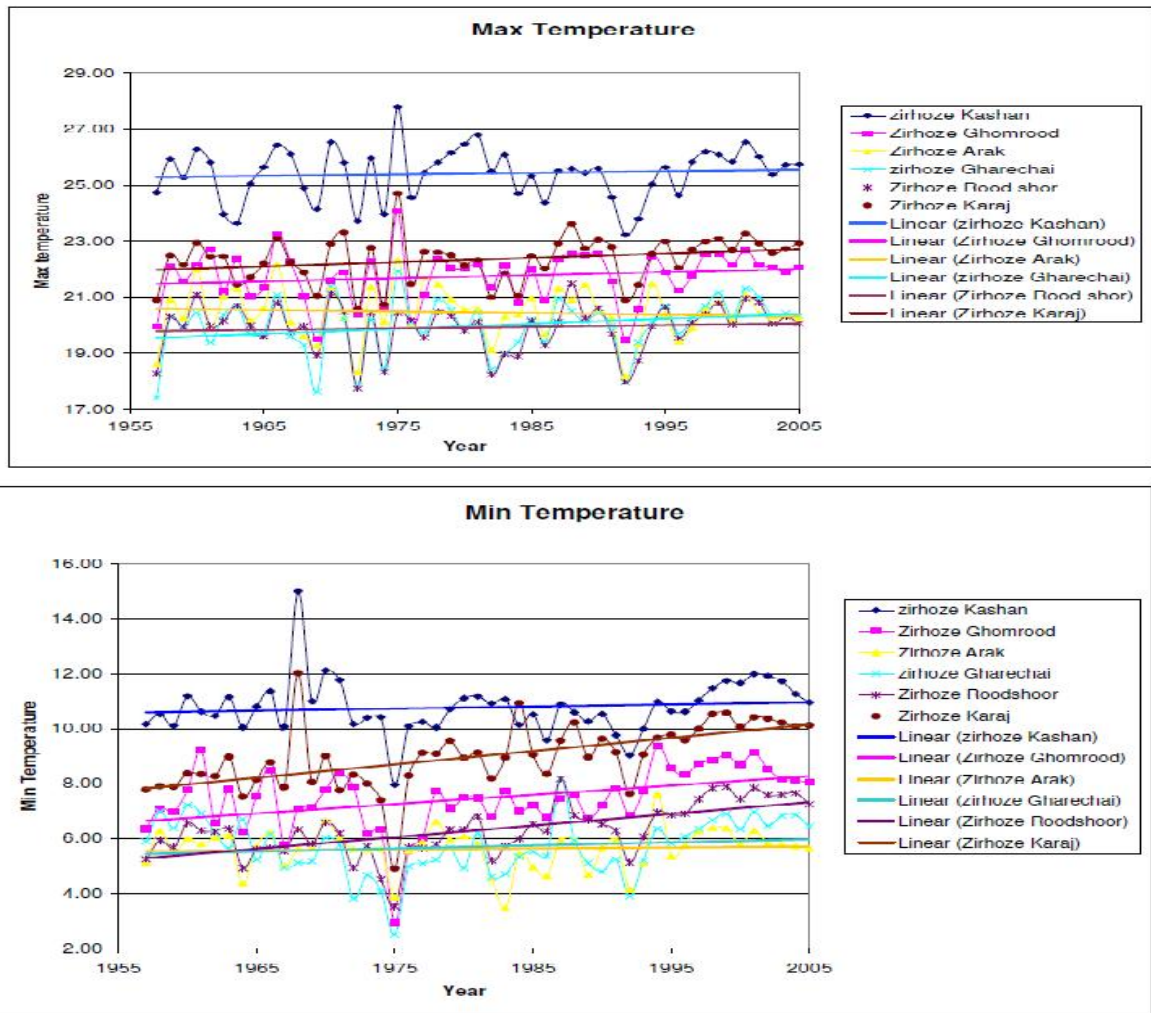 Max Temperature
Max temperature
29.00
27.00
25.00
23.00
21.00
19.00
17.00
1955
1965
1975
1985
1995
2005
Year
zirhoze Kashan
Zirhoze Ghomrood
Zirhoze Arak
zirhoze Gharechai
Zirhoze Rood shor
Zirhoze Karaj
Linear (zirhoze Kashan)
Linear (Zirhoze Ghomrood)
Linear (Zirhoze Arak)
Linear (zirhoze Gharechai)
Linear (Zirhoze Rood shor)
Linear (Zirhoze Karaj)
Min Temperature
Min Temperature
16.00
14.00
12.00
10.00
8.00
6.00
4.00
2.00
1955
1965
1975
1985
1995
2005
Year
zirhoze Kashan
Zirhoze Ghomrood
Zirhoze Arak
zirhoze Gharechai
Zirhoze Roodshoor
Zirhoze Karaj
Linear (zirhoze Kashan)
Linear (Zirhoze Ghomrood)
Linear (Zirhoze Arak)
Linear (zirhoze Gharechai)
Linear (Zirhoze Roodshoor)
Linear (Zirhoze Karaj)